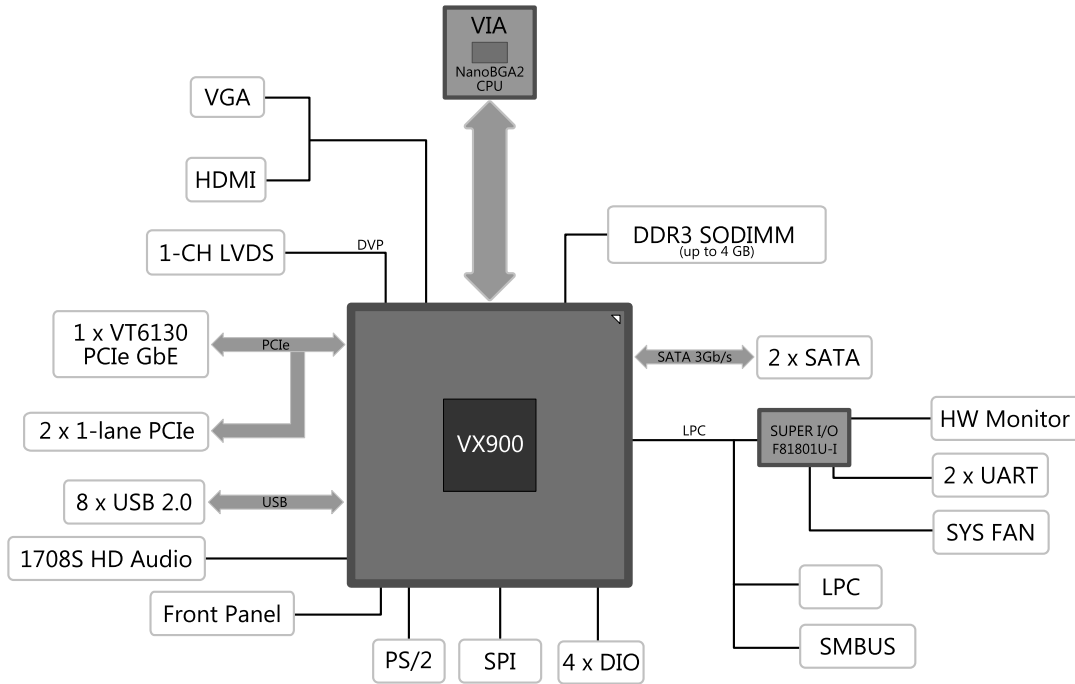 VIA
NanoBGA2
CPU
VGA
HDMI
1-CH LVDS
DVP
DDR3 SODIMM
(up to 4 GB)
1 x VT6130
PCIe GbE
PCIe
2 x 1-lane PCIe
SATA 3Gb/s
2 x SATA
VX900
LPC
SUPER I/O
F81801U-I
HW Monitor
2 x UART
SYS FAN
8 x USB 2.0
USB
1708S HD Audio
Front Panel
PS/2
SPI
4 x DIO
LPC
SMBUS